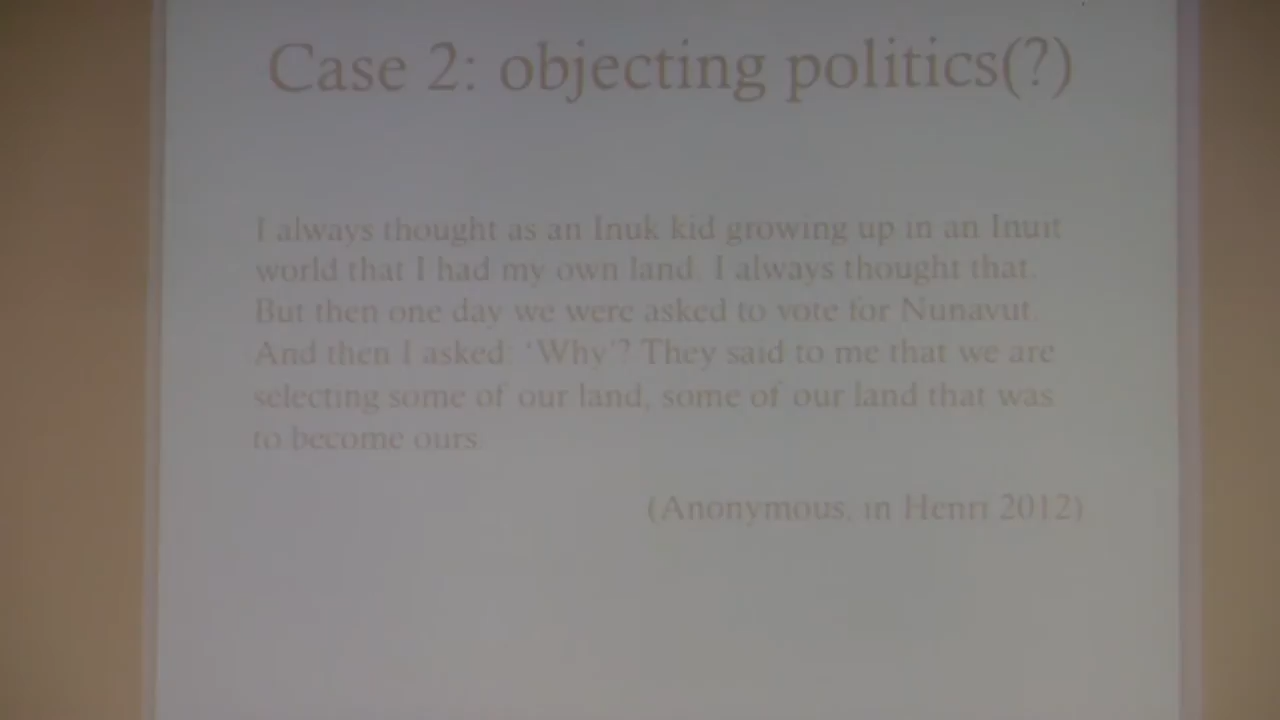 Case 2: objecting politics(?)
I always thought as an Inuk kid growing up in an Inuit
world that I had my own land. I always thought that.
But then one day we were asked to vote for Nunavut.
And then I asked: ‘Why’? They said to me that we are
selecting some of our land, some of our land that was
to become ours.
(Anonymous, in Henri 2012)